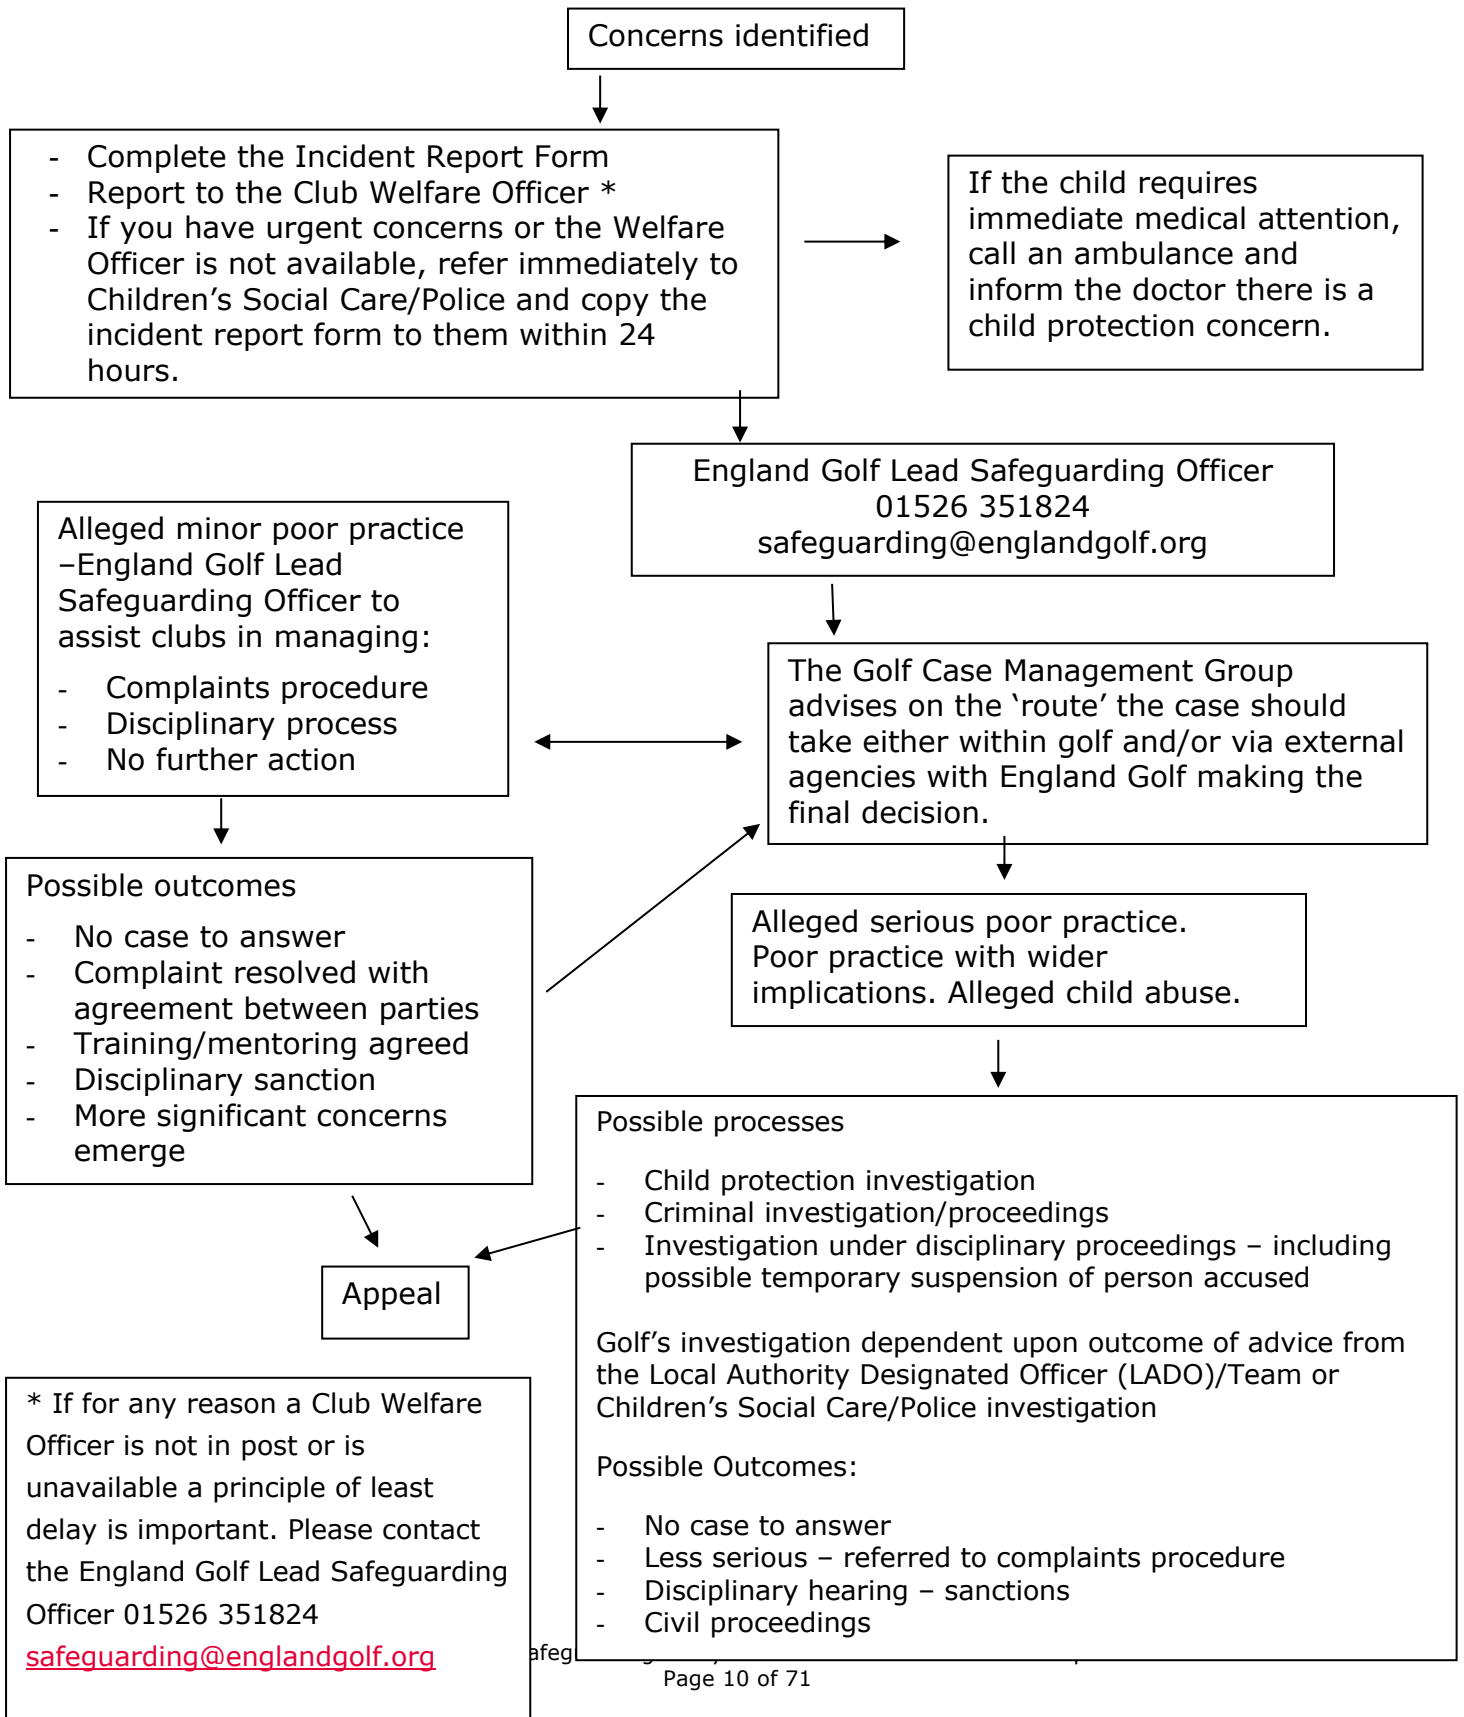 Concerns identified
- Complete the Incident Report Form
- Report to the Club Welfare Officer *
- If you have urgent concerns or the Welfare
Officer is not available, refer immediately to
Children’s Social Care/Police and copy the
incident report form to them within 24
hours.
If the child requires
immediate medical attention,
call an ambulance and
inform the doctor there is a
child protection concern.
England Golf Lead Safeguarding Officer
01526 351824
safeguarding@englandgolf.org
Alleged minor poor practice
–England Golf Lead
Safeguarding Officer to
assist clubs in managing:
- Complaints procedure
- Disciplinary process
- No further action
The Golf Case Management Group
advises on the ‘route’ the case should
take either within golf and/or via external
agencies with England Golf making the
final decision.
Possible outcomes
- No case to answer
- Complaint resolved with
agreement between parties
- Training/mentoring agreed
- Disciplinary sanction
- More significant concerns
emerge
Alleged serious poor practice.
Poor practice with wider
implications. Alleged child abuse.
Possible processes
- Child protection investigation
- Criminal investigation/proceedings
- Investigation under disciplinary proceedings – including
possible temporary suspension of person accused
Golf’s investigation dependent upon outcome of advice from
the Local Authority Designated Officer (LADO)/Team or
Children’s Social Care/Police investigation
Possible Outcomes:
- No case to answer
- Less serious – referred to complaints procedure
- Disciplinary hearing – sanctions
- Civil proceedings
Appeal
* If for any reason a Club Welfare
Officer is not in post or is
unavailable a principle of least
delay is important. Please contact
the England Golf Lead Safeguarding
Officer 01526 351824
safeguarding@englandgolf.org
Page 10 of 71